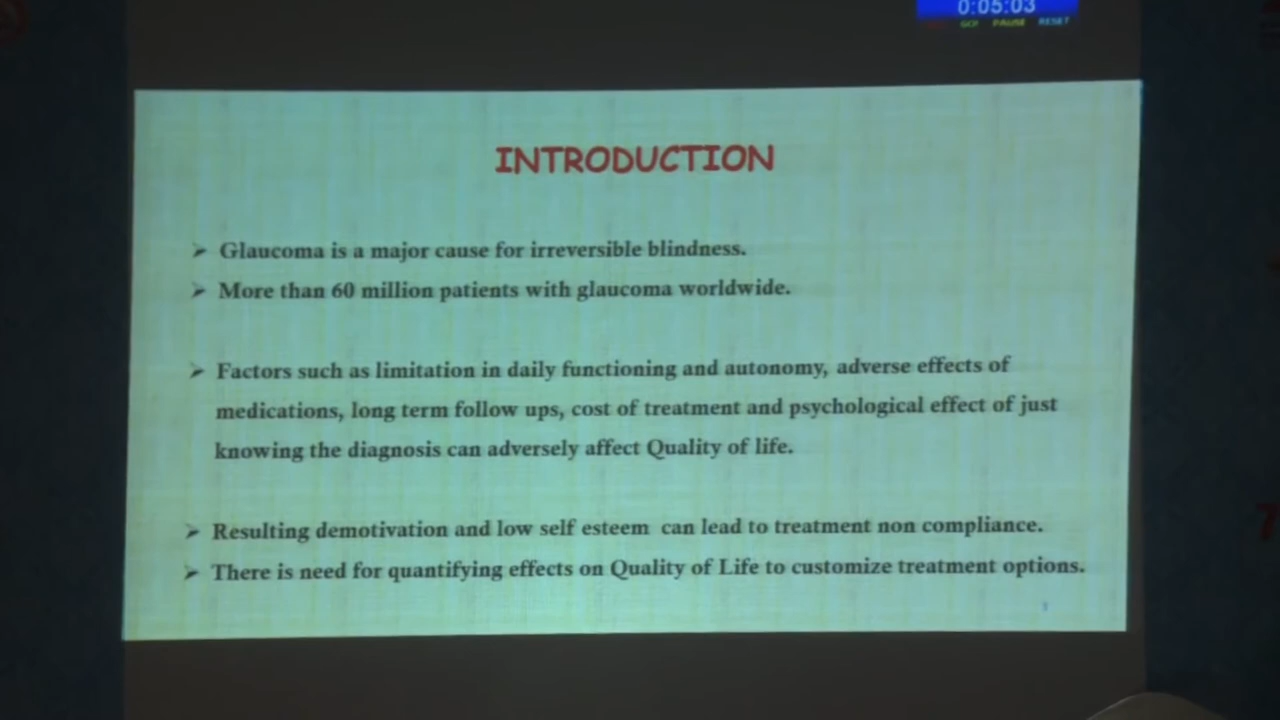 0:05:03
GO! PAUSE RESET
INTRODUCTION
➢ Glaucoma is a major cause for irreversible blindness.
➢ More than 60 million patients with glaucoma worldwide.
➢ Factors such as limitation in daily functioning and autonomy, adverse effects of
medications, long term follow ups, cost of treatment and psychological effect of just
knowing the diagnosis can adversely affect Quality of life.
➢ Resulting demotivation and low self esteem can lead to treatment non compliance.
➢ There is need for quantifying effects on Quality of Life to customize treatment options.